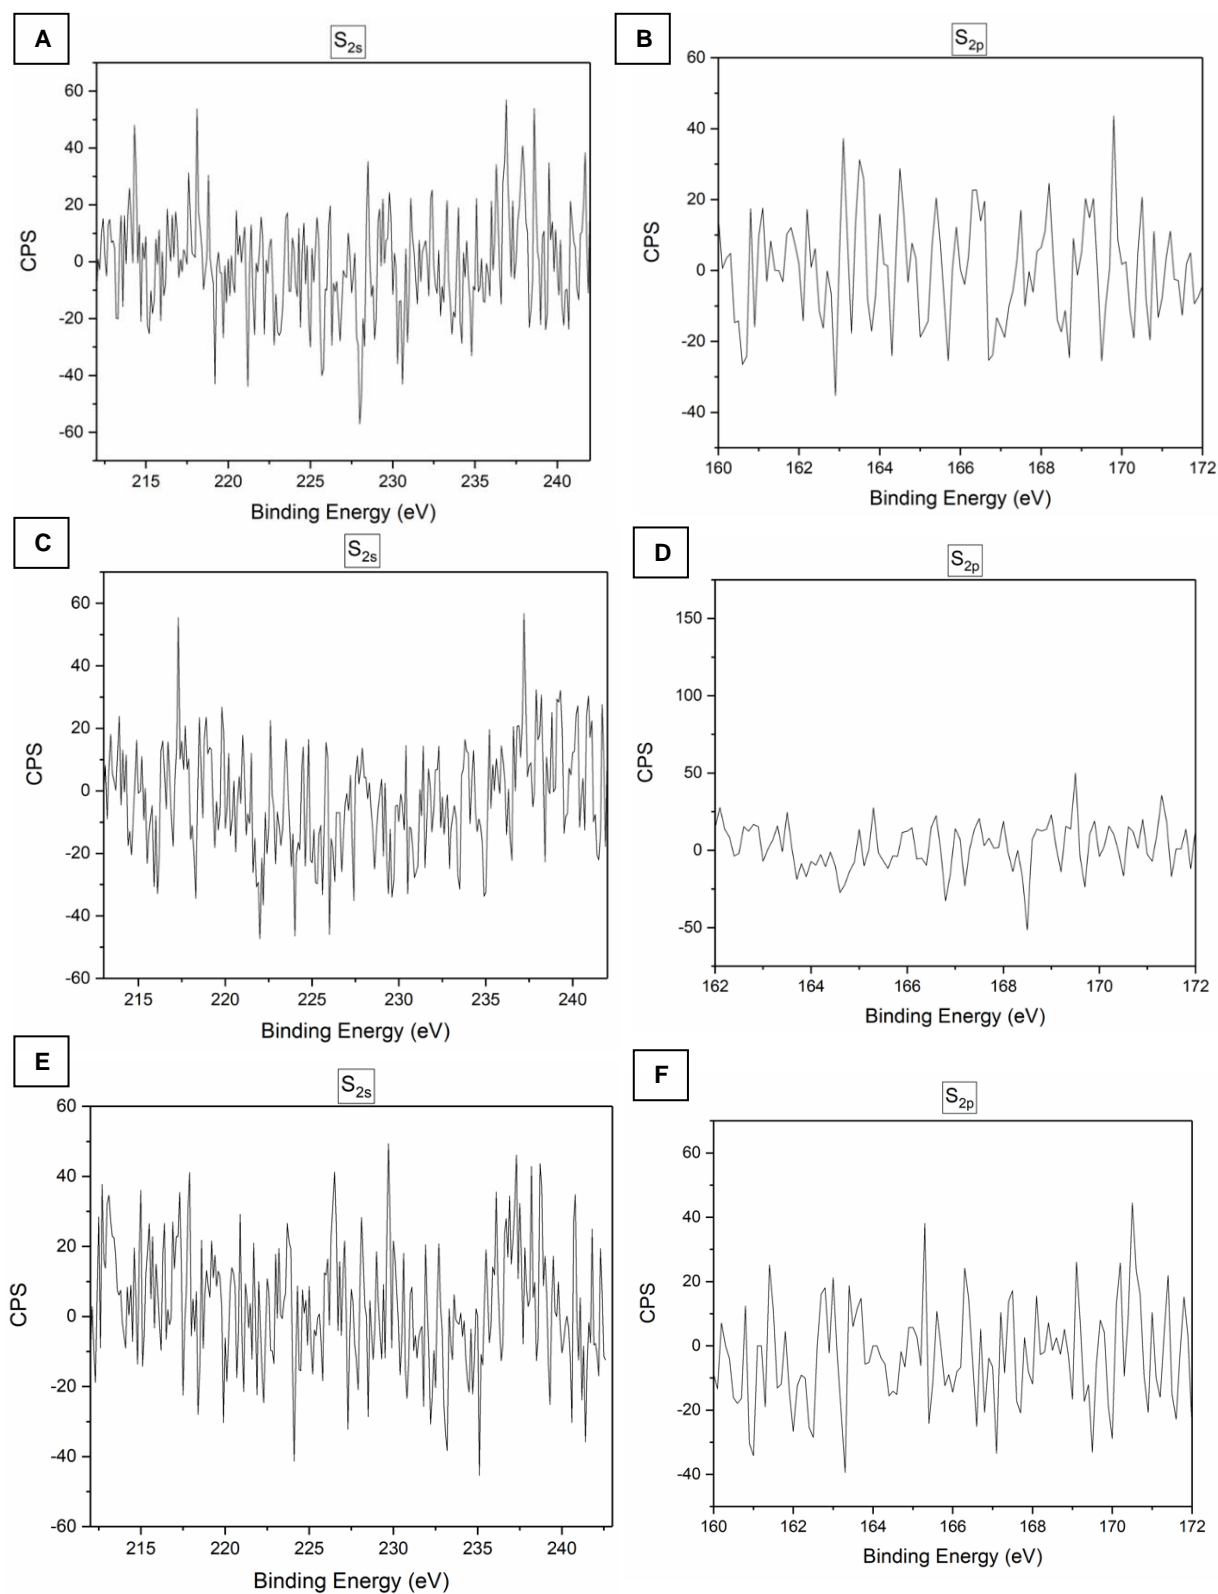 A
S2s
60
40
20
0
-20
-40
-60
CPS
215 220 225 230 235 240
Binding Energy (eV)
B
S2p
60
40
20
0
-20
-40
CPS
160 162 164 166 168 170 172
Binding Energy (eV)
C
S2s
60
40
20
0
-20
-40
-60
CPS
215 220 225 230 235 240
Binding Energy (eV)
D
S2p
150
100
50
0
-50
CPS
162 164 166 168 170 172
Binding Energy (eV)
E
S2s
60
40
20
0
-20
-40
-60
CPS
215 220 225 230 235 240
Binding Energy (eV)
F
S2p
60
40
20
0
-20
-40
CPS
160 162 164 166 168 170 172
Binding Energy (eV)